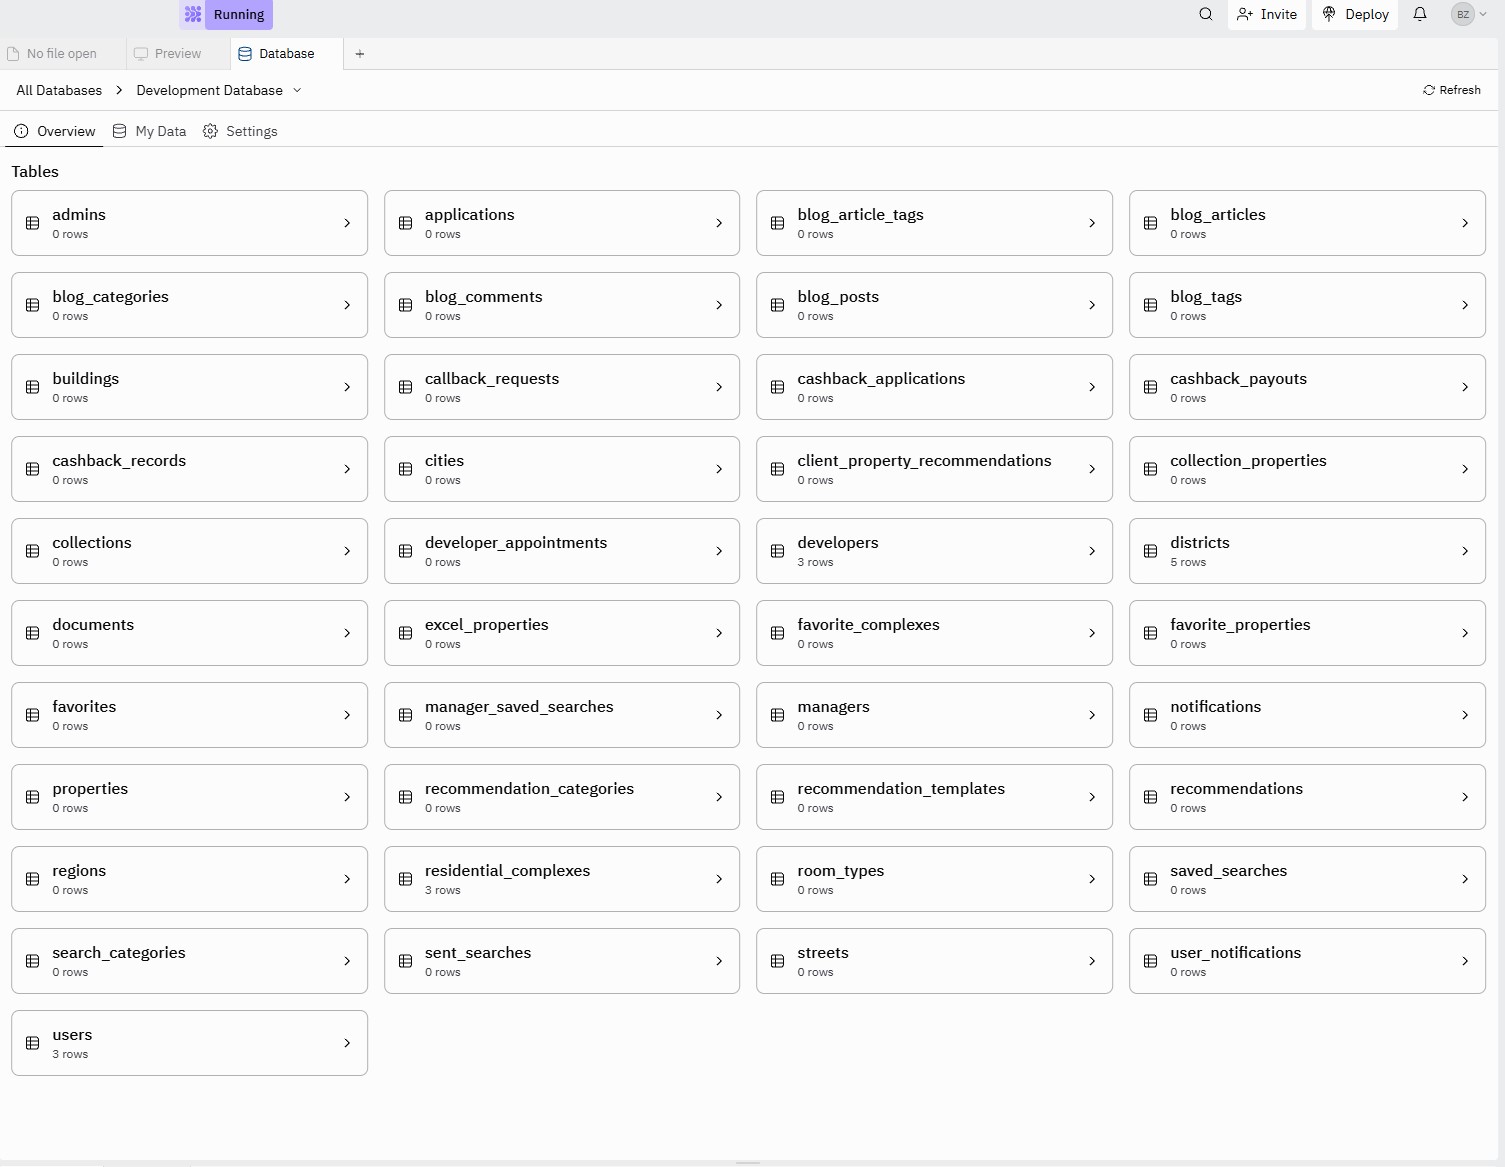 Running
Invite
Deploy
BZ
No file open
Preview
Database
All Databases
Development Database
Refresh
Overview
My Data
Settings
Tables
admins
0 rows
applications
0 rows
blog_article_tags
0 rows
blog_articles
0 rows
blog_categories
0 rows
blog_comments
0 rows
blog_posts
0 rows
blog_tags
0 rows
buildings
0 rows
callback_requests
0 rows
cashback_applications
0 rows
cashback_payouts
0 rows
cashback_records
0 rows
cities
0 rows
client_property_recommendations
0 rows
collection_properties
0 rows
collections
0 rows
developer_appointments
0 rows
developers
3 rows
districts
5 rows
documents
0 rows
excel_properties
0 rows
favorite_complexes
0 rows
favorite_properties
0 rows
favorites
0 rows
manager_saved_searches
0 rows
managers
0 rows
notifications
0 rows
properties
0 rows
recommendation_categories
0 rows
recommendation_templates
0 rows
recommendations
0 rows
regions
0 rows
residential_complexes
3 rows
room_types
0 rows
saved_searches
0 rows
search_categories
0 rows
sent_searches
0 rows
streets
0 rows
user_notifications
0 rows
users
3 rows